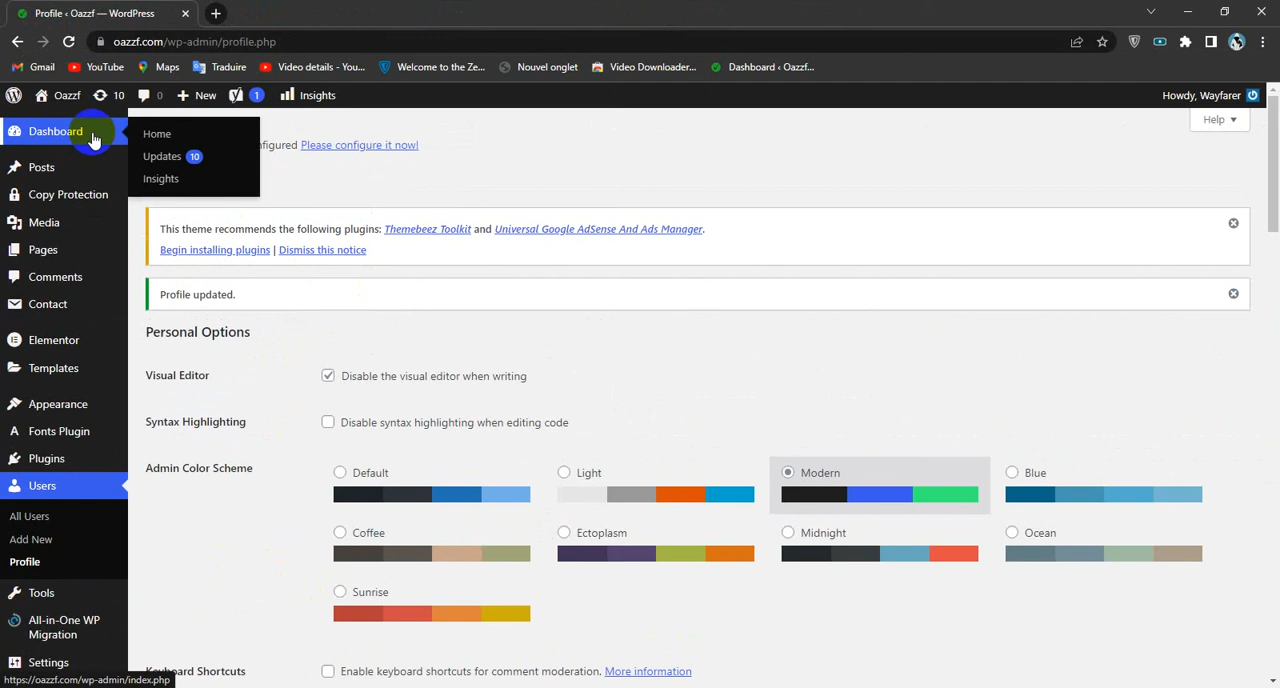 Profile ‹ Oazzf — WordPress
oazzf.com/wp-admin/profile.php
Gmail YouTube Maps Traduire Video details - You... Welcome to the Ze... Nouvel onglet Video Downloader... Dashboard ‹ Oazzf...
Oazzf 10 0 New 1 Insights Howdy, Wayfarer
Dashboard
Posts
Copy Protection
Media
Pages
Comments
Contact
Elementor
Templates
Appearance
Fonts Plugin
Plugins
Users
All Users
Add New
Profile
Tools
All-in-One WP
Migration
Settings
https://oazzf.com/wp-admin/index.php
Home
Updates 10
Insights
Help
Please configure it now!
This theme recommends the following plugins: Themebeez Toolkit and Universal Google AdSense And Ads Manager.
Begin installing plugins | Dismiss this notice
Profile updated.
Personal Options
Visual Editor Disable the visual editor when writing
Syntax Highlighting Disable syntax highlighting when editing code
Admin Color Scheme Default Light Modern Blue
Coffee Ectoplasm Midnight Ocean
Sunrise
Keyboard Shortcuts Enable keyboard shortcuts for comment moderation. More information